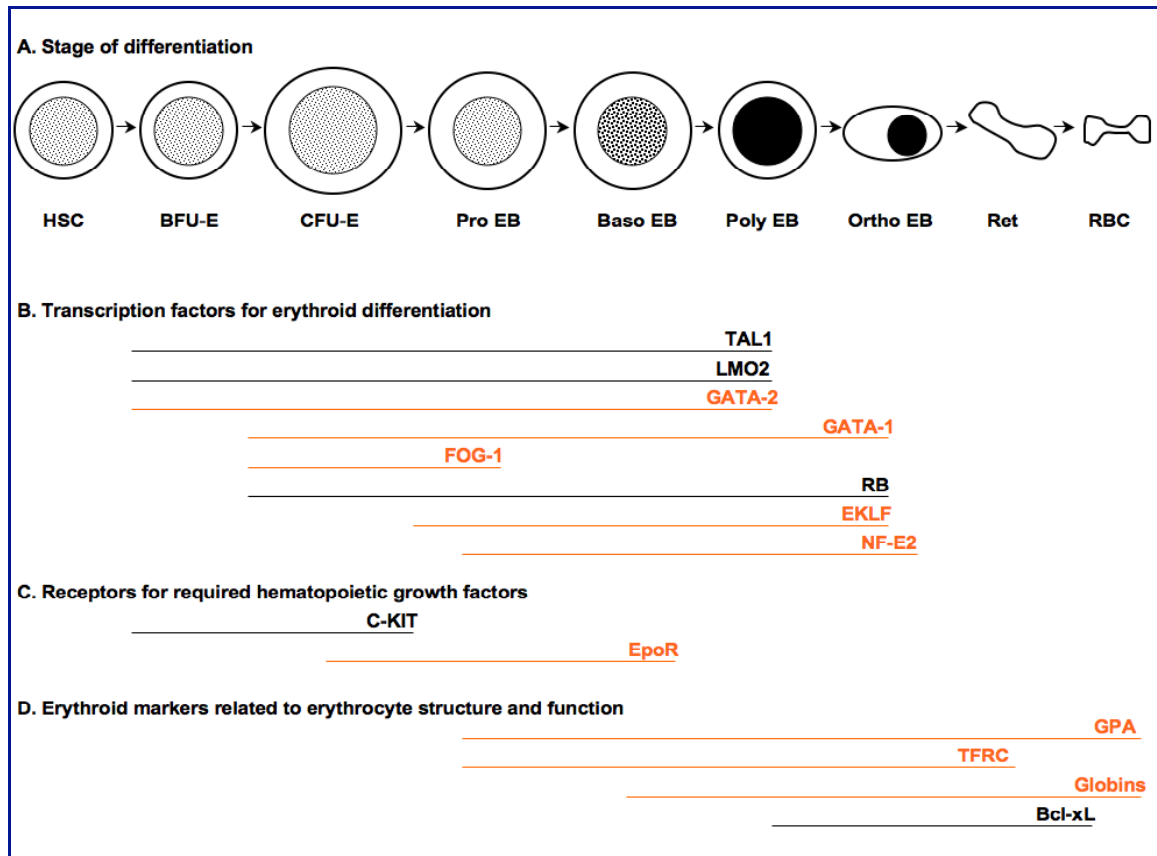 A. Stage of differentiation
HSC BFU-E CFU-E Pro EB Baso EB Poly EB Ortho EB Ret RBC
B. Transcription factors for erythroid differentiation
TAL1
LMO2
GATA-2
GATA-1
FOG-1
RB
EKLF
NF-E2
C. Receptors for required hematopoietic growth factors
C-KIT
EpoR
D. Erythroid markers related to erythrocyte structure and function
GPA
TFRC
Globins
Bcl-xL